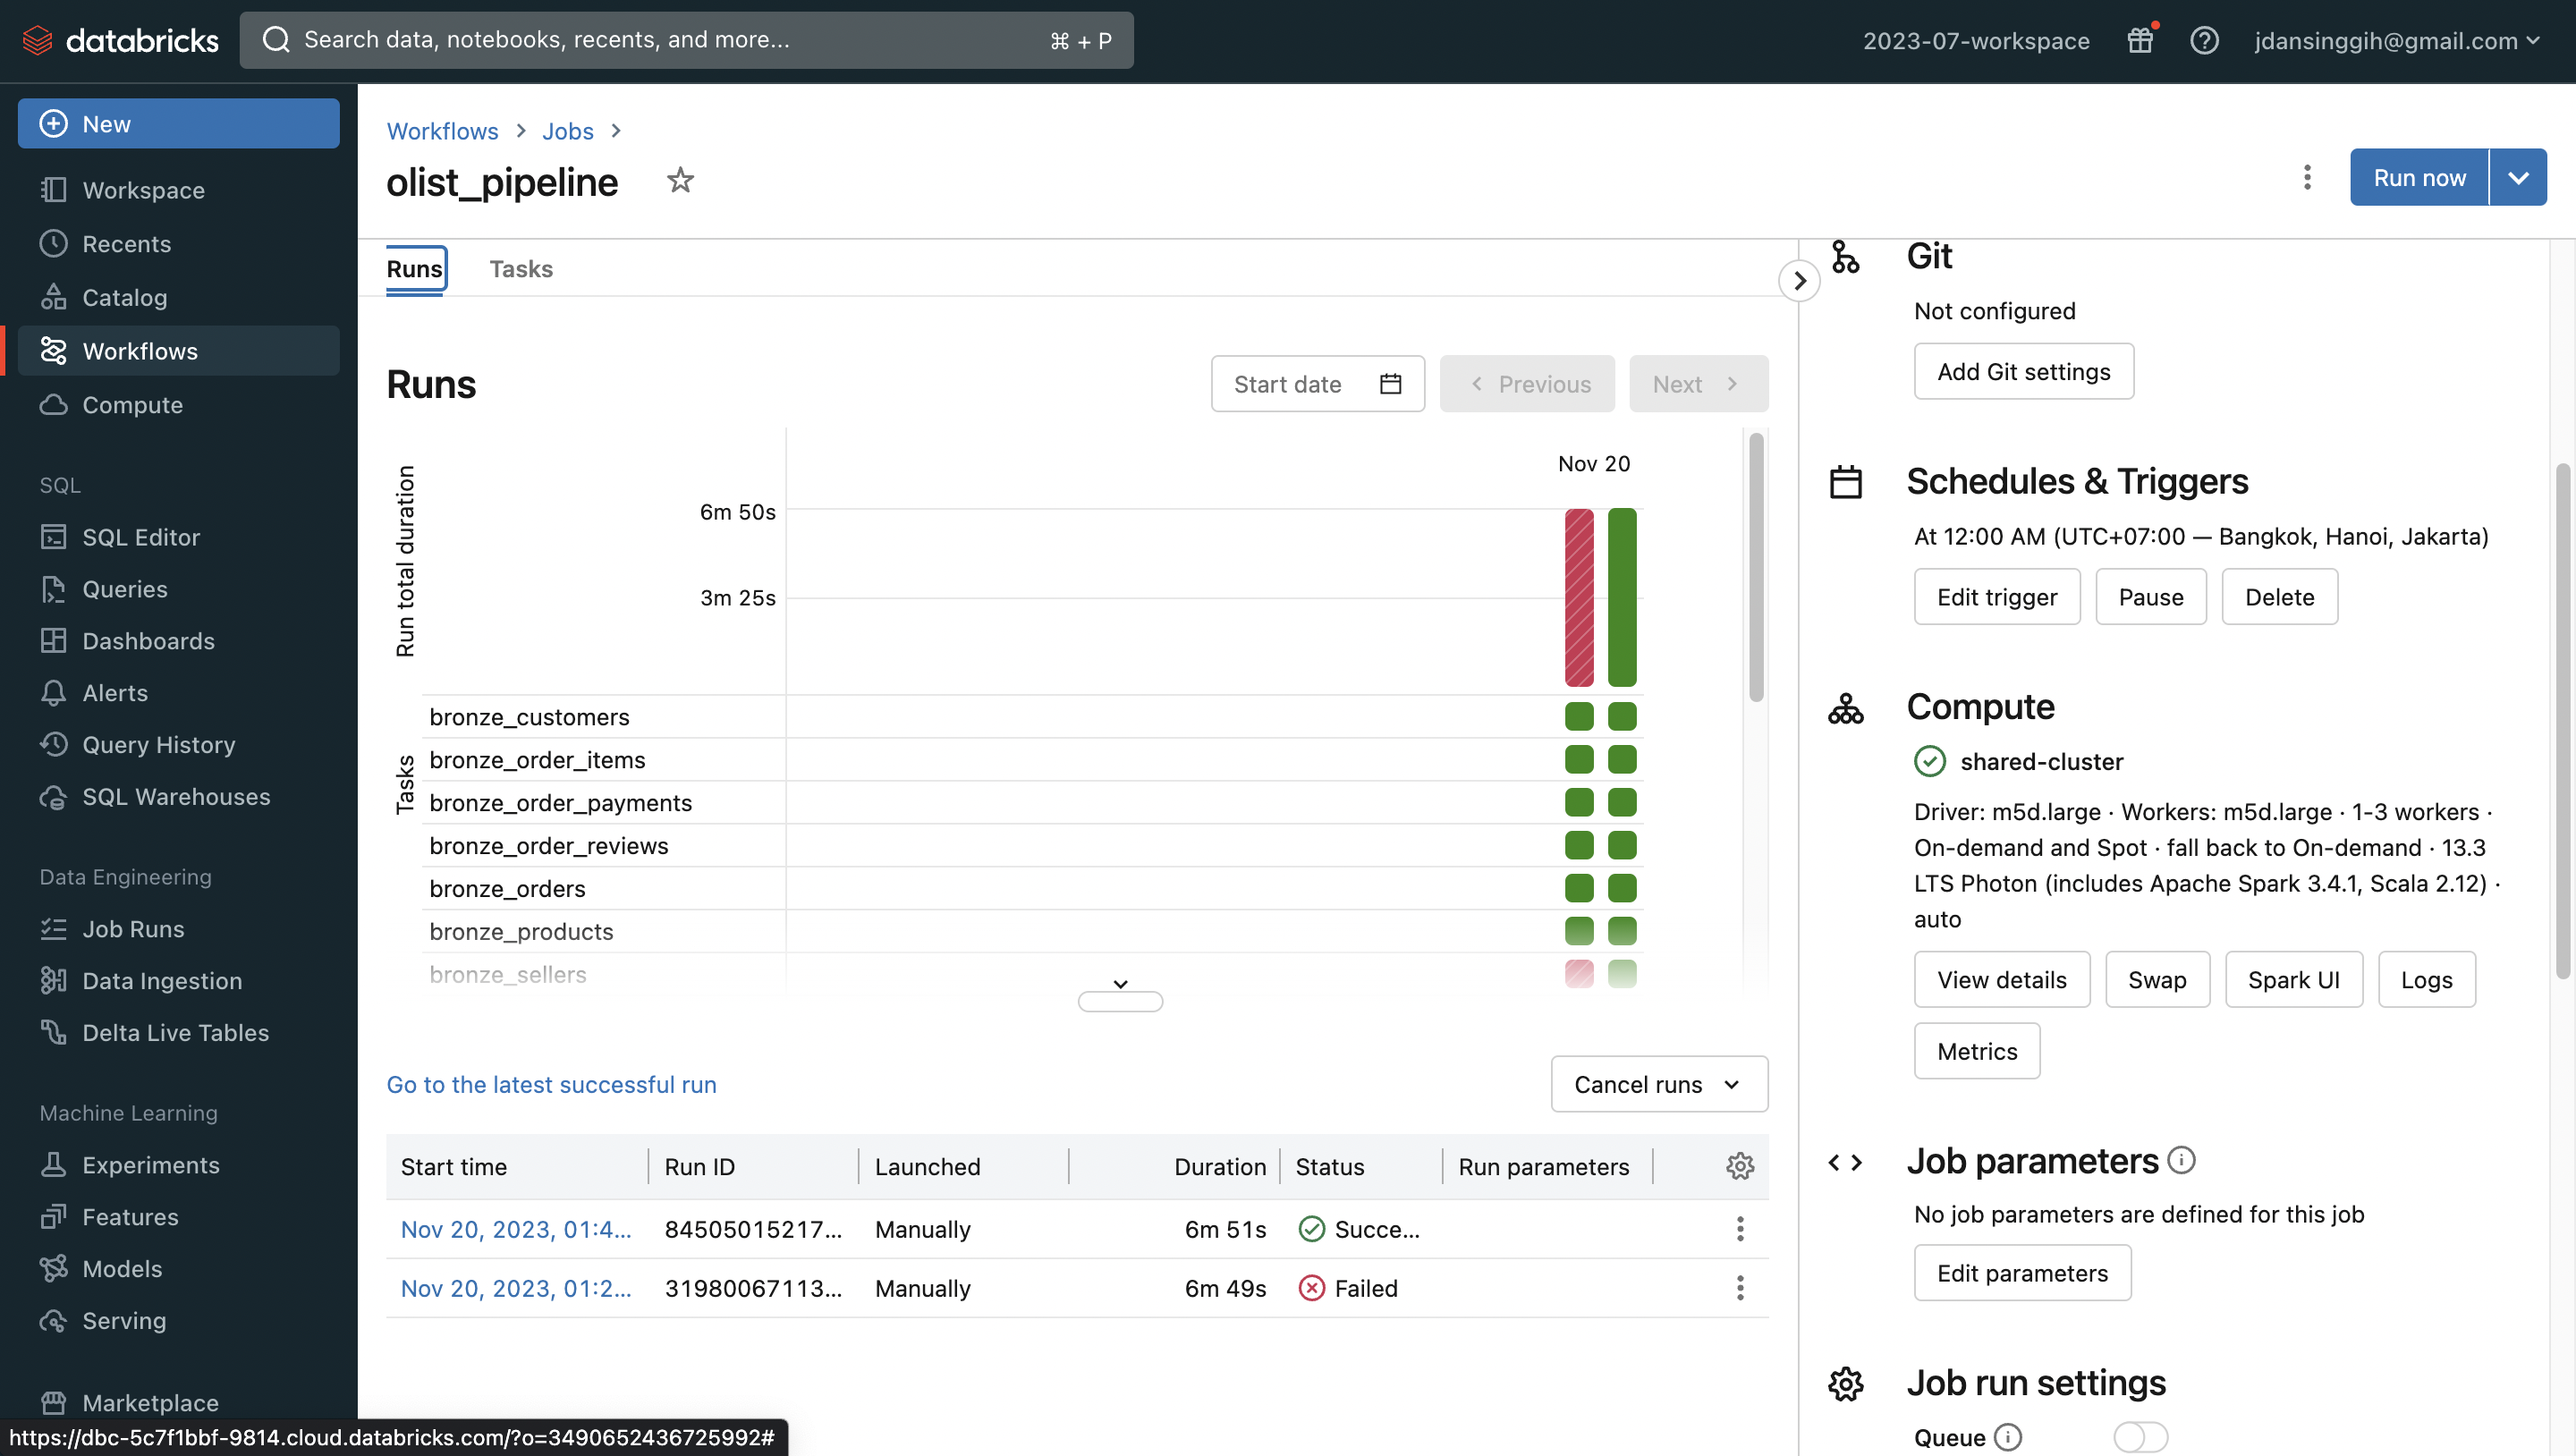 databricks
Search data, notebooks, recents, and more...
⌘ + P
2023-07-workspace
jdansinggih@gmail.com
New
Workspace
Recents
Catalog
Workflows
Compute
SQL
SQL Editor
Queries
Dashboards
Alerts
Query History
SQL Warehouses
Data Engineering
Job Runs
Data Ingestion
Delta Live Tables
Machine Learning
Experiments
Features
Models
Serving
Marketplace
https://dbc-5c7f1bbf-9814.cloud.databricks.com/?o=3490652436725992#
Workflows > Jobs >
olist_pipeline
Run now
Runs
Tasks
Runs
Start date
Previous
Next
Nov 20
Run total duration
6m 50s
3m 25s
Tasks
bronze_customers
bronze_order_items
bronze_order_payments
bronze_order_reviews
bronze_orders
bronze_products
bronze_sellers
Go to the latest successful run
Cancel runs
Start time Run ID Launched Duration Status Run parameters
Nov 20, 2023, 01:4... 84505015217... Manually 6m 51s Succe...
Nov 20, 2023, 01:2... 31980067113... Manually 6m 49s Failed
Git
Not configured
Add Git settings
Schedules & Triggers
At 12:00 AM (UTC+07:00 — Bangkok, Hanoi, Jakarta)
Edit trigger
Pause
Delete
Compute
shared-cluster
Driver: m5d.large · Workers: m5d.large · 1-3 workers ·
On-demand and Spot · fall back to On-demand · 13.3
LTS Photon (includes Apache Spark 3.4.1, Scala 2.12) ·
auto
View details
Swap
Spark UI
Logs
Metrics
Job parameters
No job parameters are defined for this job
Edit parameters
Job run settings
Queue